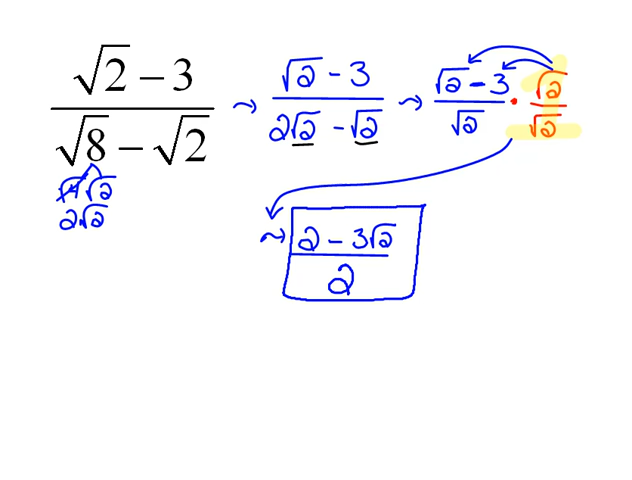 (√2 − 3)/(√8 − √2) → (√2 − 3)/(2√2 − √2) → (√2 − 3)/√2 · √2/√2
√4 √2
2√2
→ (2 − 3√2)/2